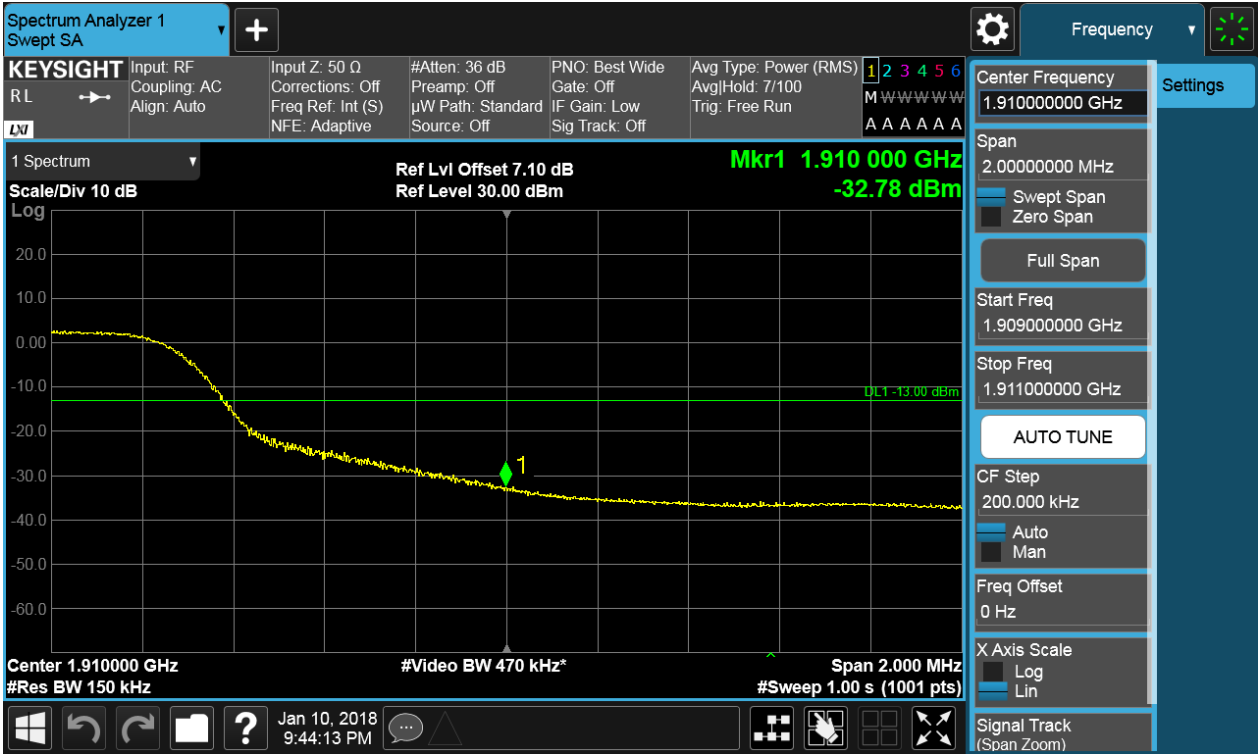 Spectrum Analyzer 1
Swept SA
Frequency
KEYSIGHT
R L
LXI
Input: RF
Coupling: AC
Align: Auto
Input Z: 50 Ω
Corrections: Off
Freq Ref: Int (S)
NFE: Adaptive
#Atten: 36 dB
Preamp: Off
µW Path: Standard
Source: Off
PNO: Best Wide
Gate: Off
IF Gain: Low
Sig Track: Off
Avg Type: Power (RMS)
Avg|Hold: 7/100
Trig: Free Run
1 2 3 4 5 6
M W W W W W
A A A A A A
1 Spectrum
Scale/Div 10 dB
Log
Ref Lvl Offset 7.10 dB
Ref Level 30.00 dBm
Mkr1 1.910 000 GHz
-32.78 dBm
20.0
10.0
0.00
-10.0
DL1 -13.00 dBm
-20.0
1
-30.0
-40.0
-50.0
-60.0
Center 1.910000 GHz
#Video BW 470 kHz*
Span 2.000 MHz
#Res BW 150 kHz
#Sweep 1.00 s (1001 pts)
?
Jan 10, 2018
9:44:13 PM
Center Frequency
1.910000000 GHz
Span
2.00000000 MHz
Swept Span
Zero Span
Full Span
Start Freq
1.909000000 GHz
Stop Freq
1.911000000 GHz
AUTO TUNE
CF Step
200.000 kHz
Auto
Man
Freq Offset
0 Hz
X Axis Scale
Log
Lin
Signal Track
(Span Zoom)
Settings